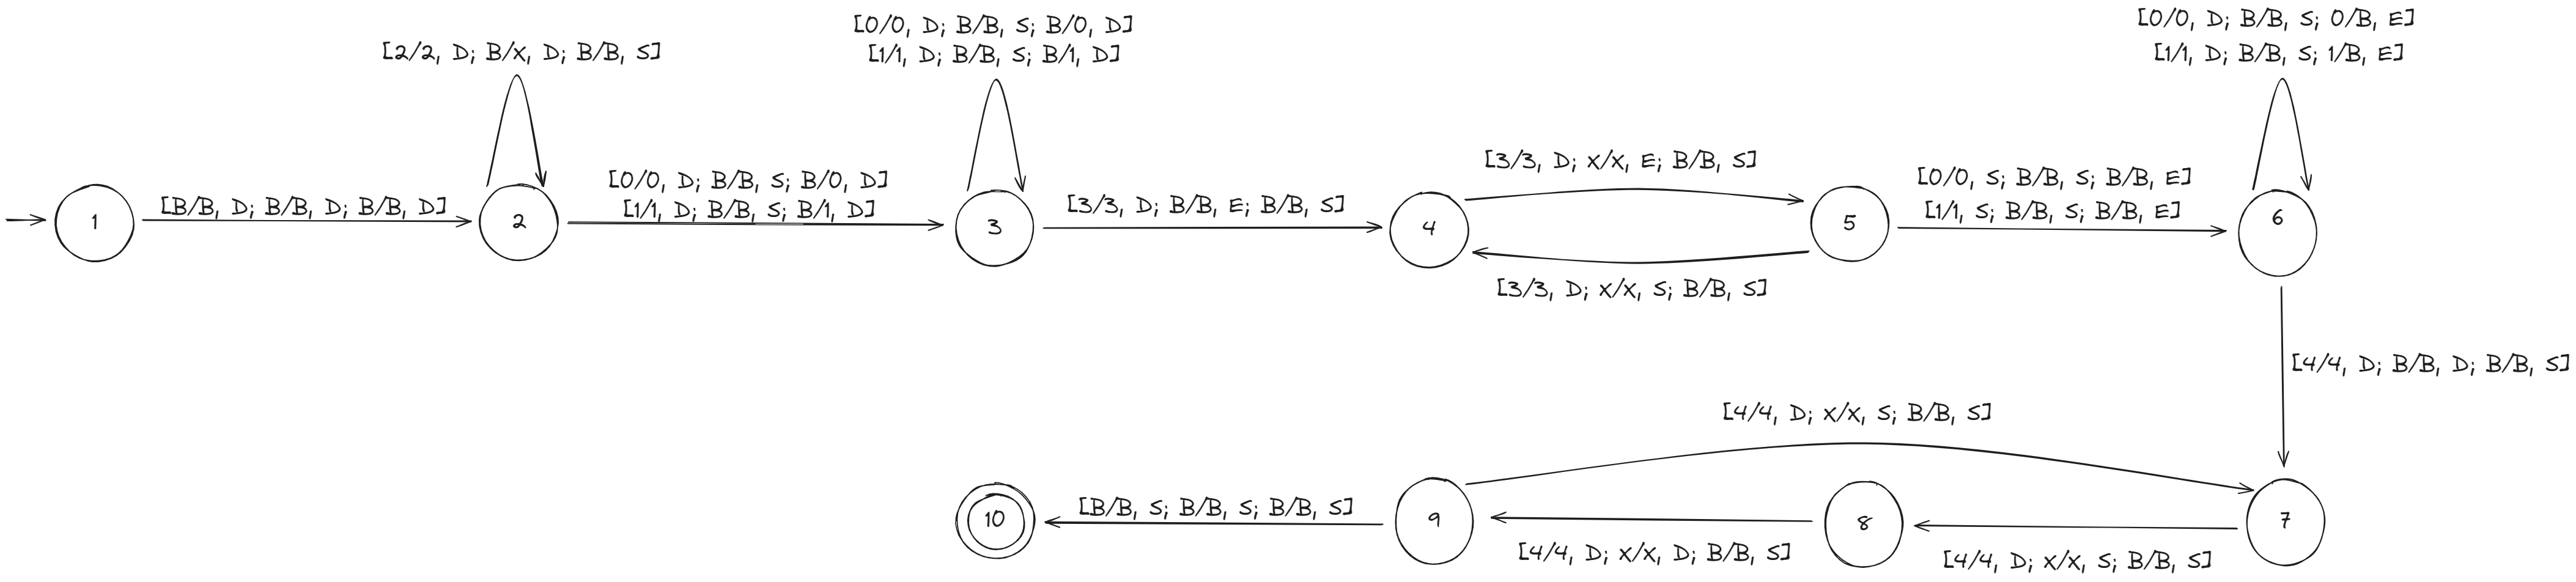 [0/0, D; B/B, S; B/0, D]
[1/1, D; B/B, S; B/1, D]
[0/0, D; B/B, S; 0/B, E]
[1/1, D; B/B, S; 1/B, E]
[2/2, D; B/x, D; B/B, S]
[B/B, D; B/B, D; B/B, D]
[0/0, D; B/B, S; B/0, D]
[1/1, D; B/B, S; B/1, D]
[3/3, D; B/B, E; B/B, S]
[3/3, D; x/x, E; B/B, S]
[3/3, D; x/x, S; B/B, S]
[0/0, S; B/B, S; B/B, E]
[1/1, S; B/B, S; B/B, E]
1
2
3
4
5
6
[4/4, D; B/B, D; B/B, S]
[4/4, D; x/x, S; B/B, S]
[B/B, S; B/B, S; B/B, S]
10
9
8
7
[4/4, D; x/x, D; B/B, S]
[4/4, D; x/x, S; B/B, S]